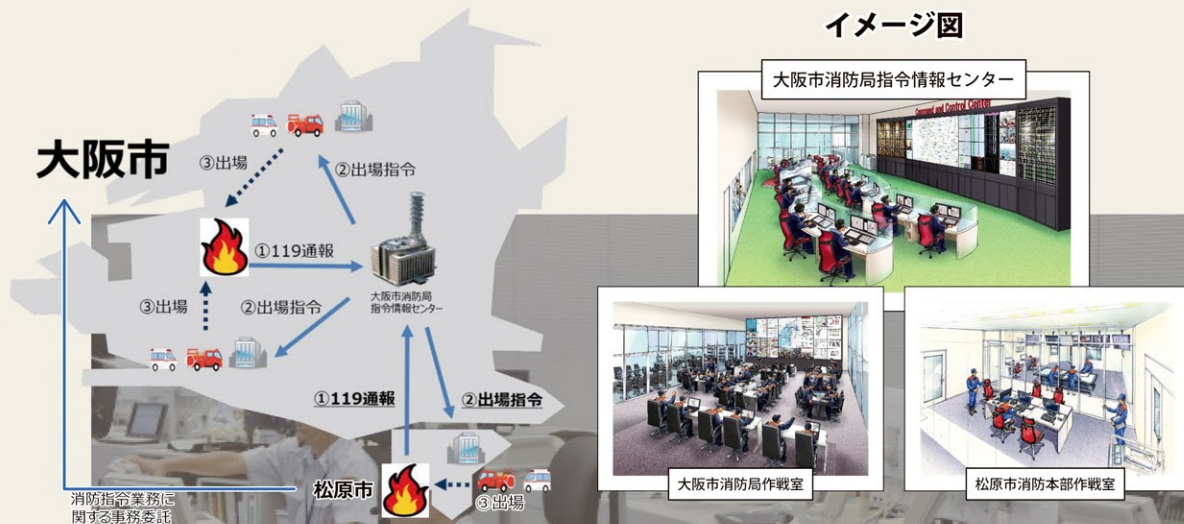 イメージ図
大阪市消防局指令情報センター
Command and Control Center
大阪市
③出場
②出場指令
①119通報
大阪市消防局
指令情報センター
③出場
②出場指令
①119通報
②出場指令
松原市
③出場
消防指令業務に
関する事務委託
大阪市消防局作戦室
松原市消防本部作戦室